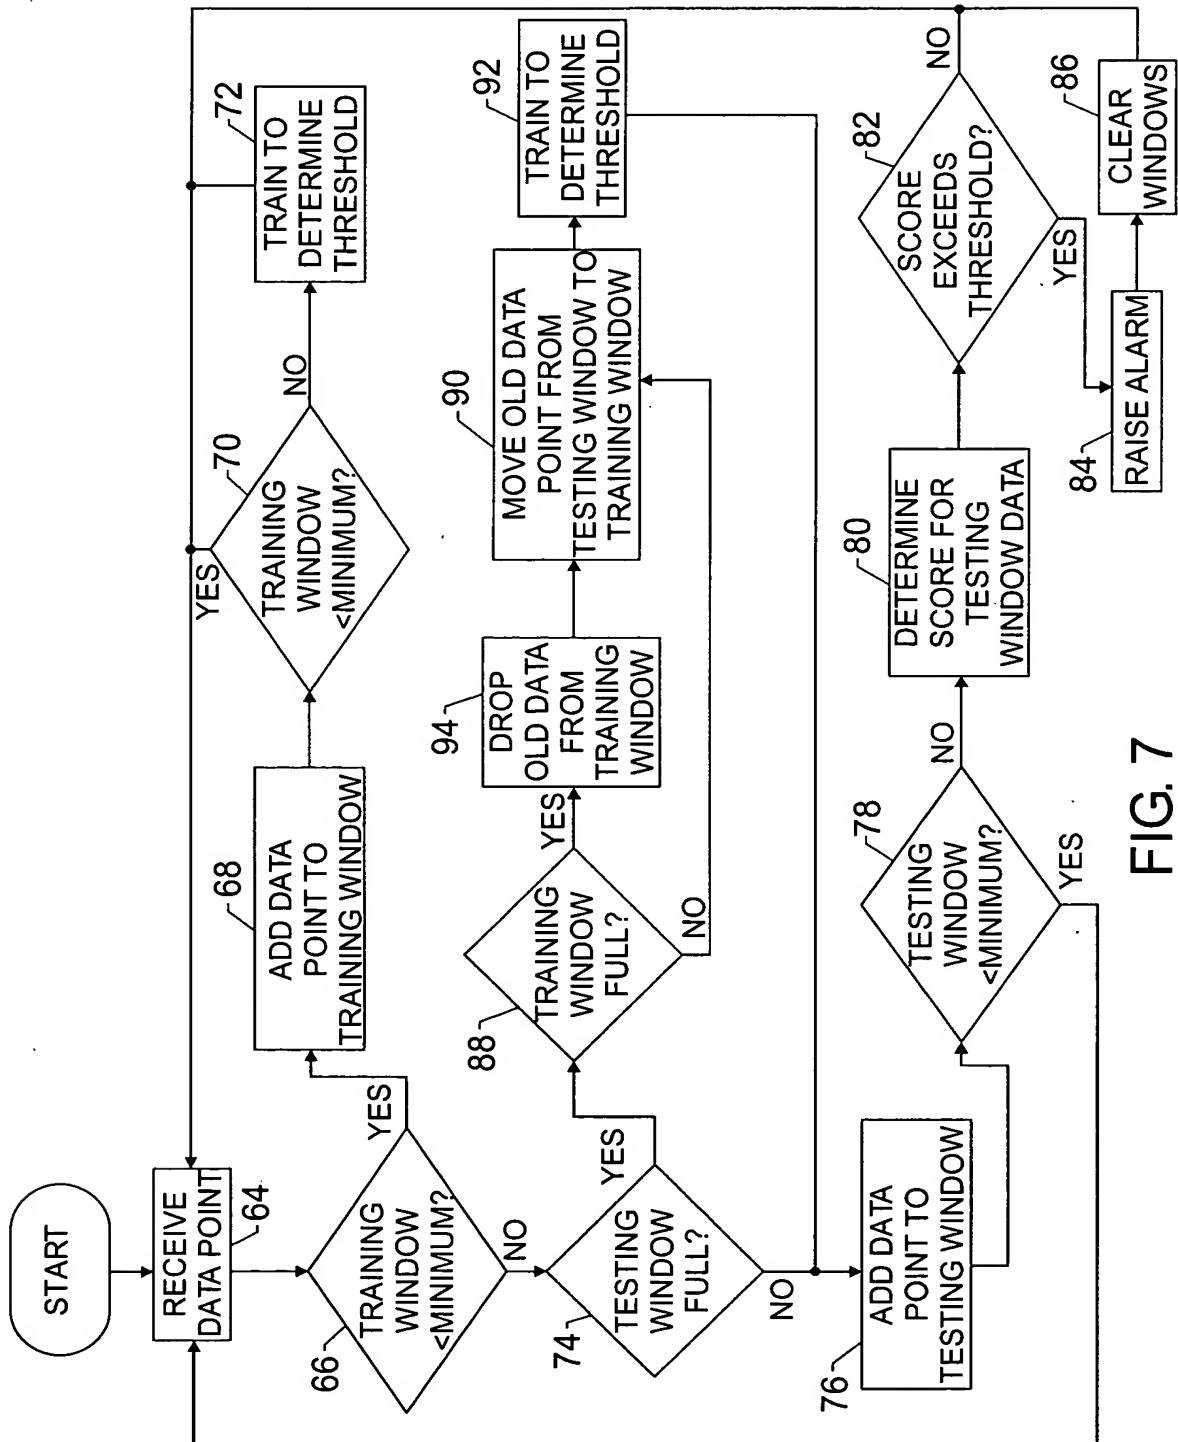 START
RECEIVE
DATA POINT
64
TRAINING
WINDOW
<MINIMUM?
66
YES
NO
ADD DATA
POINT TO
TRAINING WINDOW
68
TRAINING
WINDOW
<MINIMUM?
70
YES
NO
TRAIN TO
DETERMINE
THRESHOLD
72
TESTING
WINDOW
FULL?
74
YES
NO
TRAINING
WINDOW
FULL?
88
YES
NO
DROP
OLD DATA
FROM
TRAINING
WINDOW
94
MOVE OLD DATA
POINT FROM
TESTING WINDOW TO
TRAINING WINDOW
90
TRAIN TO
DETERMINE
THRESHOLD
92
ADD DATA
POINT TO
TESTING WINDOW
76
TESTING
WINDOW
<MINIMUM?
78
NO
YES
DETERMINE
SCORE FOR
TESTING
WINDOW DATA
80
SCORE
EXCEEDS
THRESHOLD?
82
NO
YES
RAISE ALARM
84
CLEAR
WINDOWS
86
FIG. 7